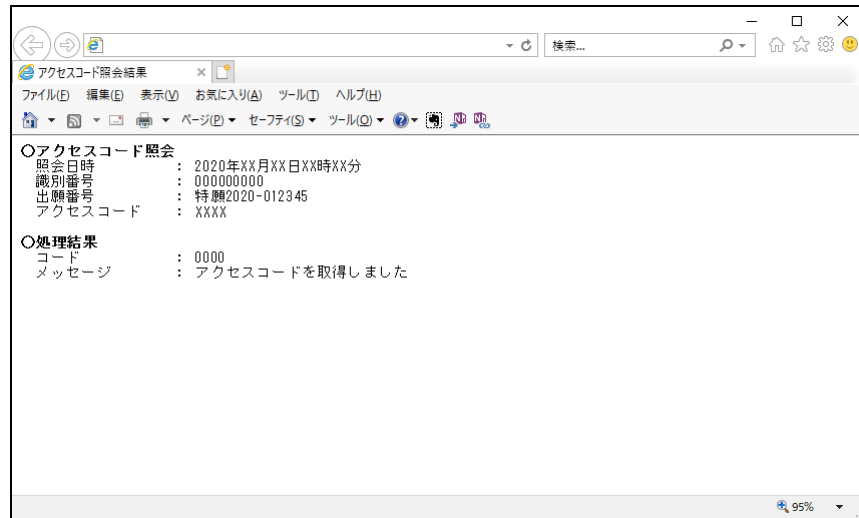 検索...
アクセスコード照会結果
ファイル(F) 編集(E) 表示(V) お気に入り(A) ツール(T) ヘルプ(H)
ページ(P) セーフティ(S) ツール(O)
○アクセスコード照会
照会日時 : 2020年XX月XX日XX時XX分
識別番号 : 000000000
出願番号 : 特願2020-012345
アクセスコード : XXXX
○処理結果
コード : 0000
メッセージ : アクセスコードを取得しました
95%